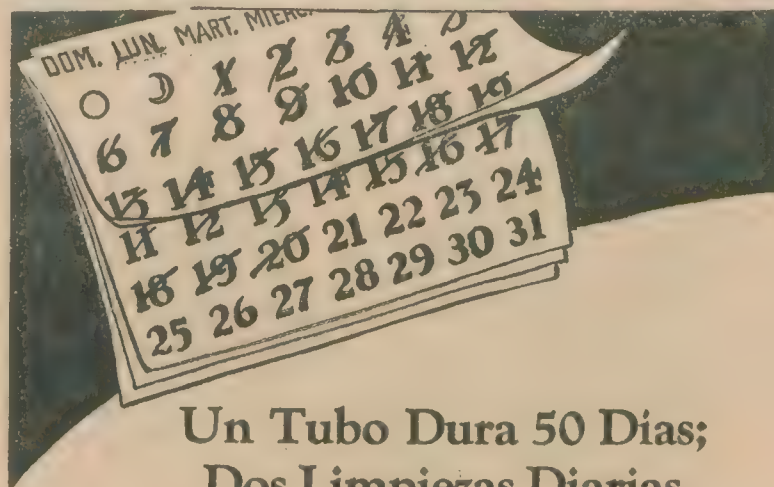 DOM. LUN. MART. MIERC
1 2 3 4 5
6 7 8 9 10 11 12
13 14 15 16 17 18 19
11 12 13 14 15 16 17
18 19 20 21 22 23 24
25 26 27 28 29 30 31
Un Tubo Dura 50 Días;
Dos Limpiezas Diarias